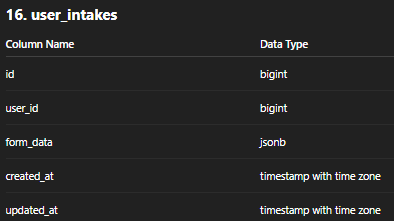 16. user_intakes
Column Name Data Type
id bigint
user_id bigint
form_data jsonb
created_at timestamp with time zone
updated_at timestamp with time zone